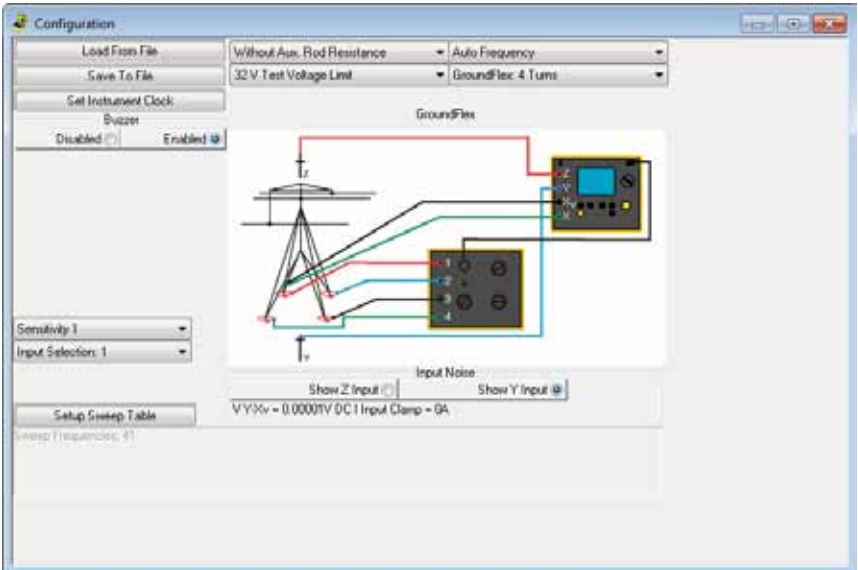 Configuration
Load From File
Without Aux. Rod Resistance
Auto Frequency
Save To File
32 V Test Voltage Limit
GroundFlex: 4 Turns
Set Instrument Clock
Buzzer
GroundFlex
Disabled
Enabled
Z
Z
Y
Xv
X
1
2
3
4
Sensitivity 1
Input Selection: 1
Y
Input Noise
Show Z Input
Show Y Input
Setup Sweep Table
V Y-Xv = 0.00001V DC I Input Clamp = 0A
Sweep Frequencies: 41